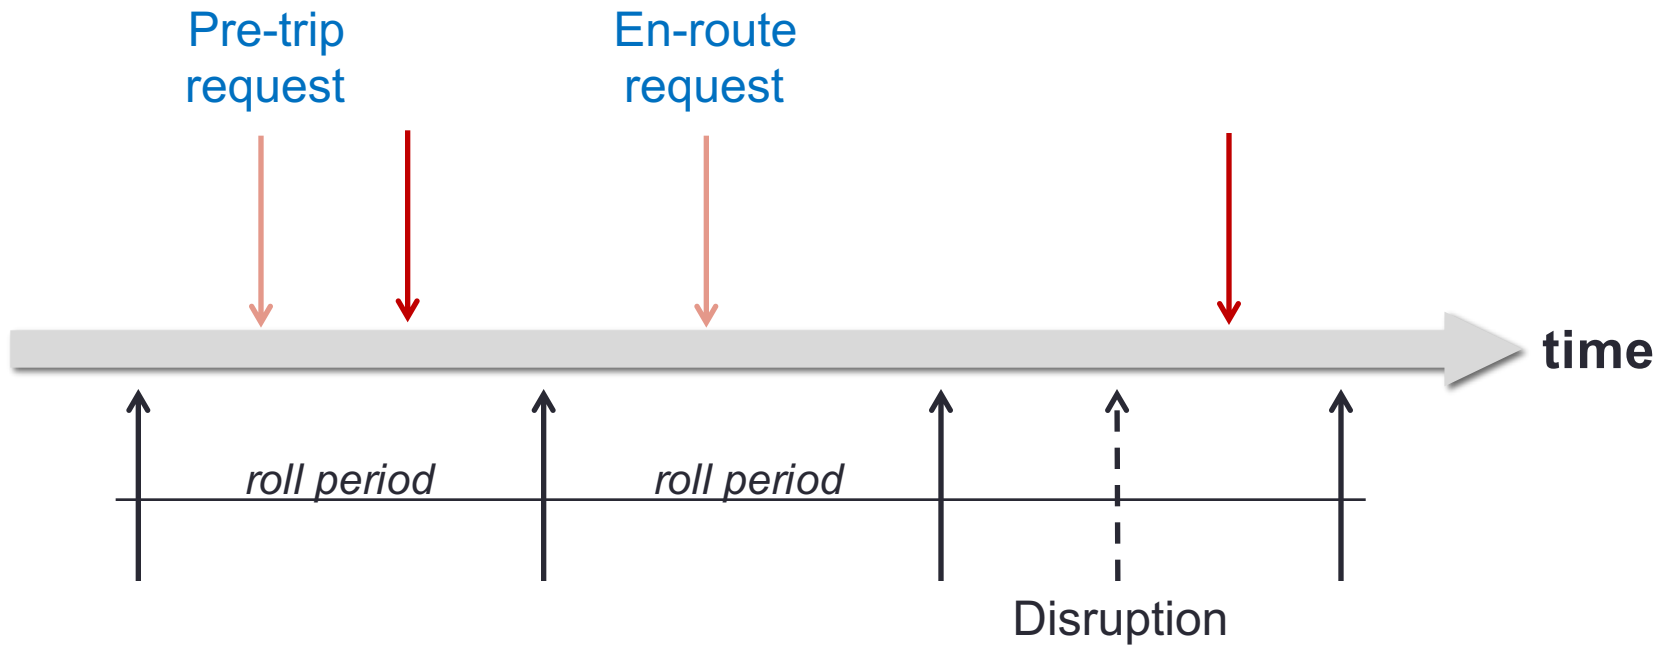 Pre-trip
request
En-route
request
time
roll period
roll period
Disruption